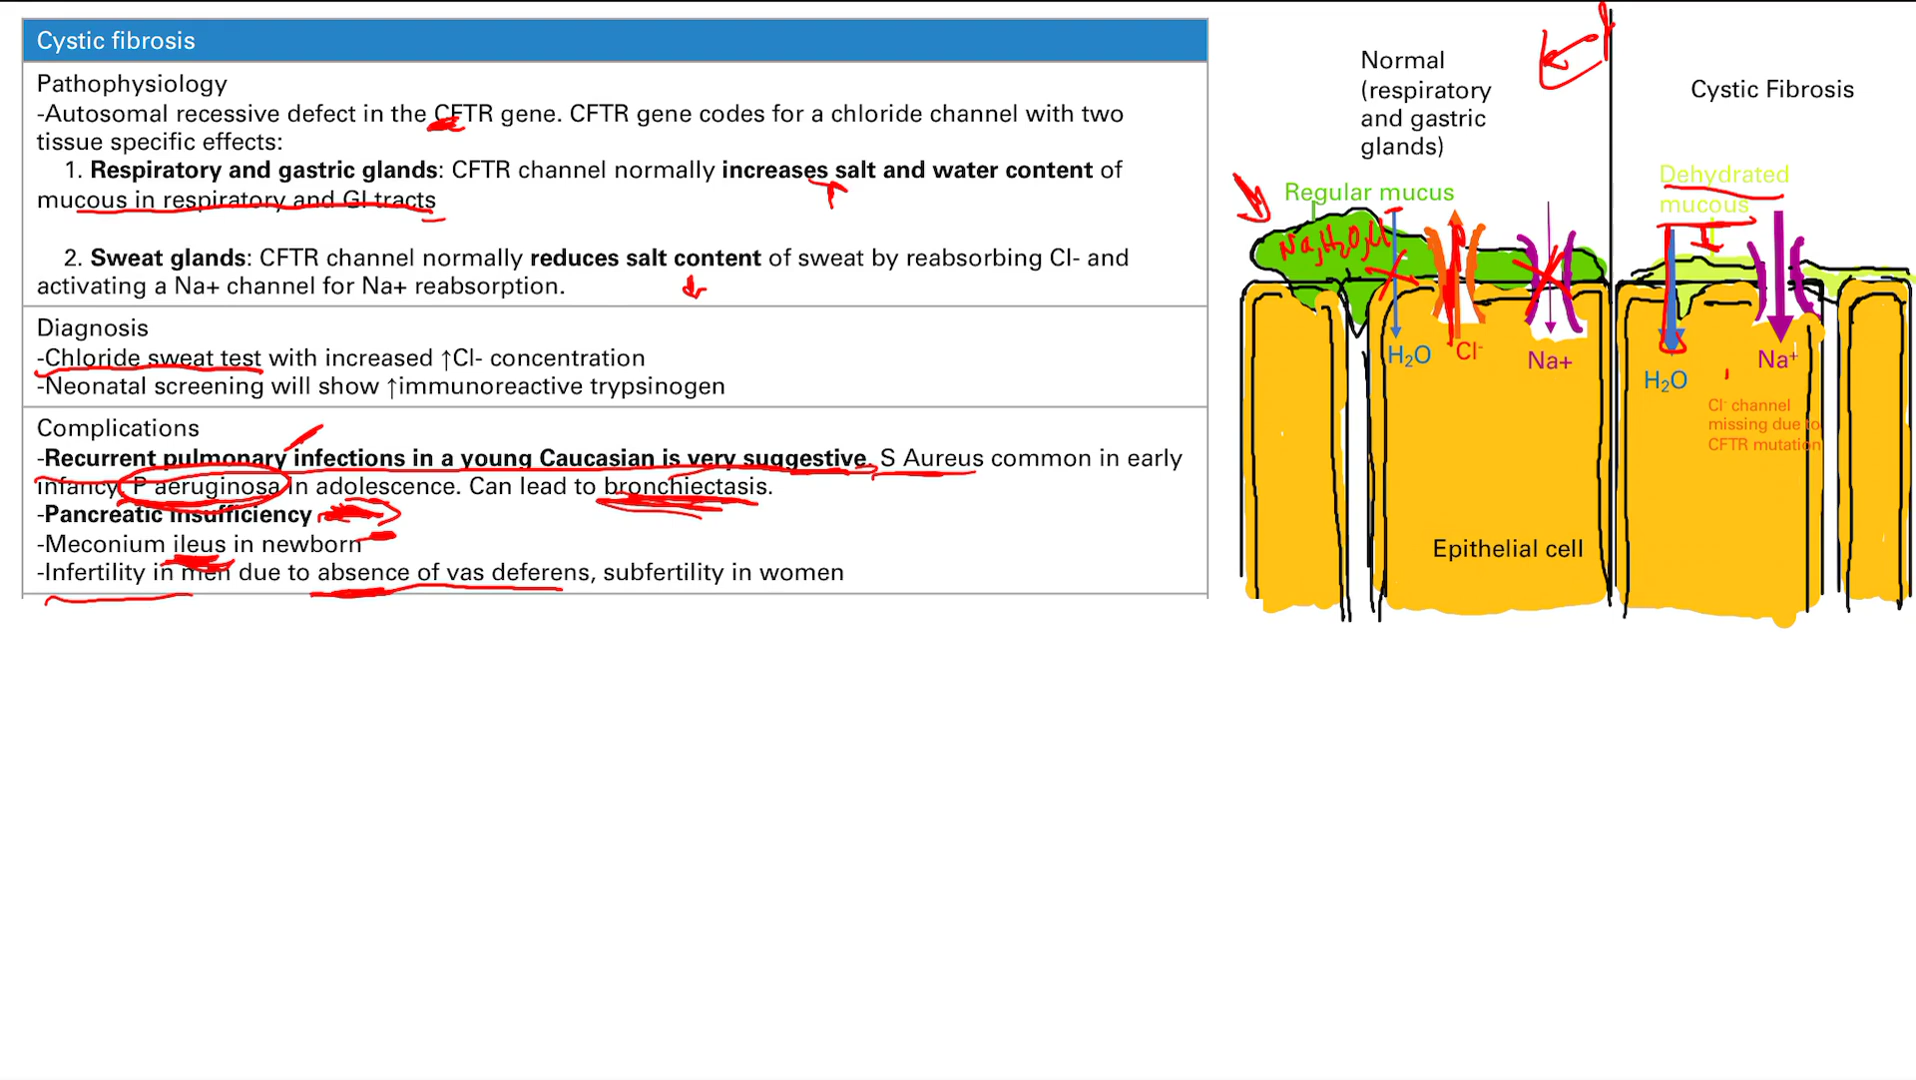 Cystic fibrosis
Pathophysiology
-Autosomal recessive defect in the CFTR gene. CFTR gene codes for a chloride channel with two
tissue specific effects:
1. Respiratory and gastric glands: CFTR channel normally increases salt and water content of
mucous in respiratory and GI tracts
2. Sweat glands: CFTR channel normally reduces salt content of sweat by reabsorbing Cl- and
activating a Na+ channel for Na+ reabsorption.
Diagnosis
-Chloride sweat test with increased ↑Cl- concentration
-Neonatal screening will show ↑immunoreactive trypsinogen
Complications
-Recurrent pulmonary infections in a young Caucasian is very suggestive. S Aureus common in early
infancy, P aeruginosa in adolescence. Can lead to bronchiectasis.
-Pancreatic insufficiency
-Meconium ileus in newborn
-Infertility in men due to absence of vas deferens, subfertility in women
Normal
(respiratory
and gastric
glands)
Regular mucus
Na, H2O, Cl
H₂O
Cl⁻
Na+
Epithelial cell
Cystic Fibrosis
Dehydrated
mucous
H₂O
Na⁺
Cl⁻ channel
missing due to
CFTR mutation